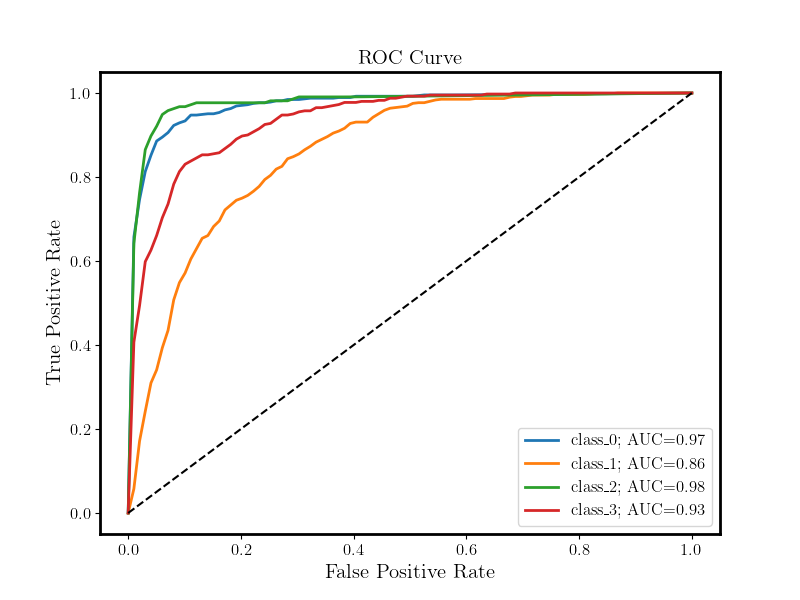 ROC Curve
1.0
0.8
0.6
0.4
0.2
0.0
True Positive Rate
class_0; AUC=0.97
class_1; AUC=0.86
class_2; AUC=0.98
class_3; AUC=0.93
0.0 0.2 0.4 0.6 0.8 1.0
False Positive Rate